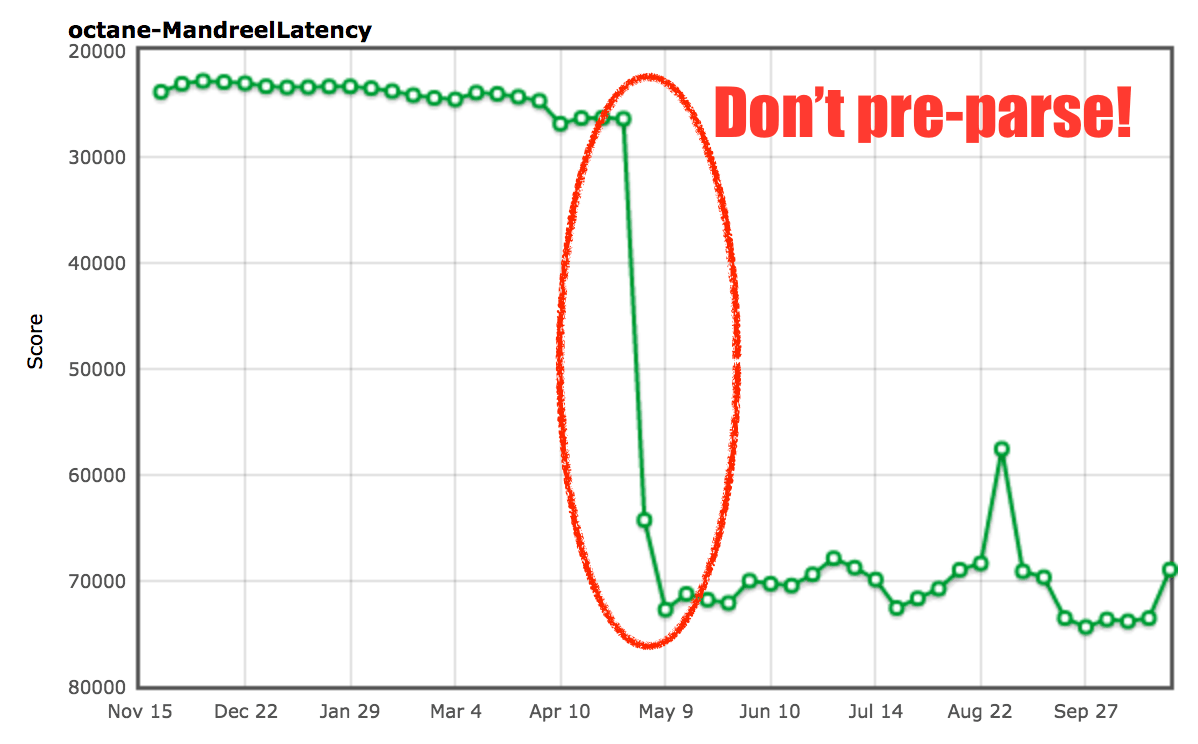 octane-MandreelLatency
20000
30000
40000
50000
60000
70000
80000
Score
Don't pre-parse!
Nov 15
Dec 22
Jan 29
Mar 4
Apr 10
May 9
Jun 10
Jul 14
Aug 22
Sep 27